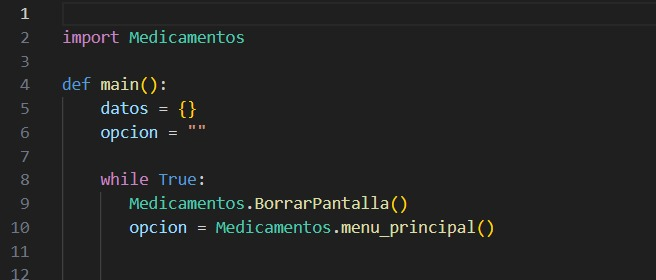 1
2 import Medicamentos
3
4 def main():
5     datos = {}
6     opcion = ""
7
8     while True:
9        Medicamentos.BorrarPantalla()
10        opcion = Medicamentos.menu_principal()
11
12